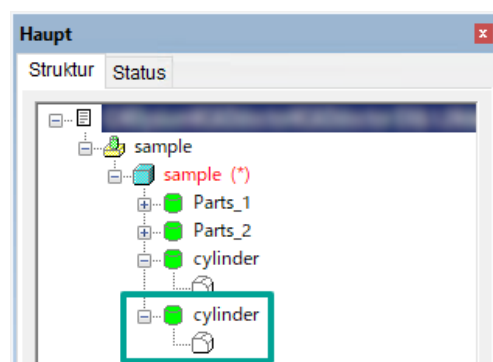 Haupt
Struktur Status
sample
sample (*)
Parts_1
Parts_2
cylinder
cylinder